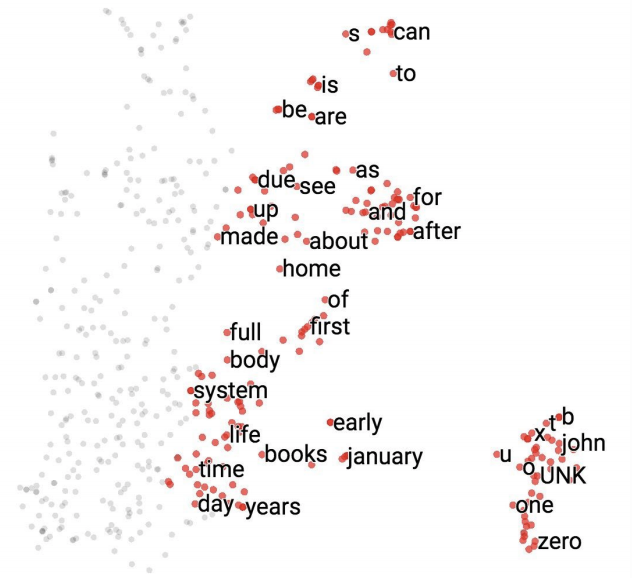 s can
to
is
be are
due see as
for
up and
made about after
home
of
full first
body
system
early b
life x t john
books january u
time o UNK
day years one
zero